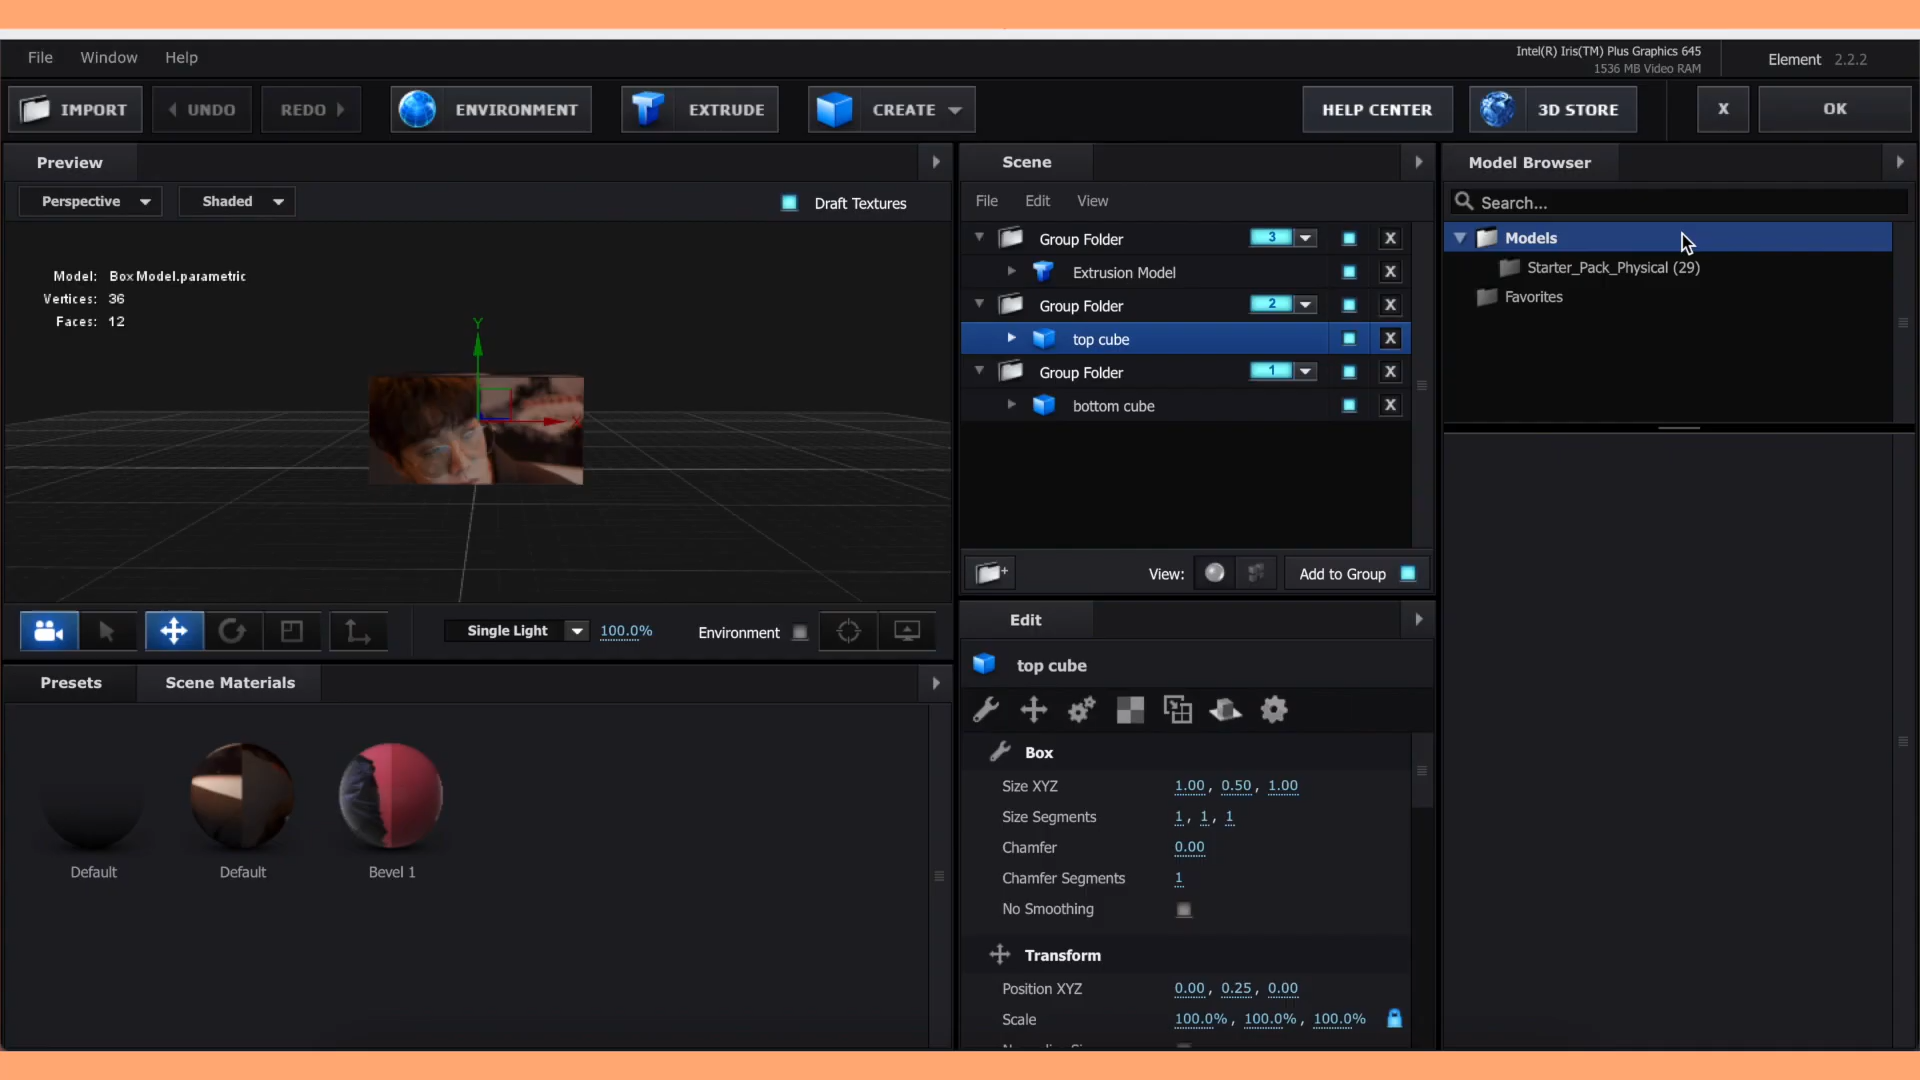 File Window Help
Intel(R) Iris(TM) Plus Graphics 645
1536 MB Video RAM
Element 2.2.2
IMPORT UNDO REDO ENVIRONMENT EXTRUDE CREATE HELP CENTER 3D STORE X OK
Preview
Perspective Shaded Draft Textures
Model: Box Model.parametric
Vertices: 36
Faces: 12
Y
X
Single Light 100.0% Environment
Presets Scene Materials
Default Default Bevel 1
Scene
File Edit View
Group Folder 3 X
Extrusion Model X
Group Folder 2 X
top cube X
Group Folder 1 X
bottom cube X
View: Add to Group
Edit
top cube
Box
Size XYZ 1.00, 0.50, 1.00
Size Segments 1, 1, 1
Chamfer 0.00
Chamfer Segments 1
No Smoothing
Transform
Position XYZ 0.00, 0.25, 0.00
Scale 100.0%, 100.0%, 100.0%
Model Browser
Search...
Models
Starter_Pack_Physical (29)
Favorites